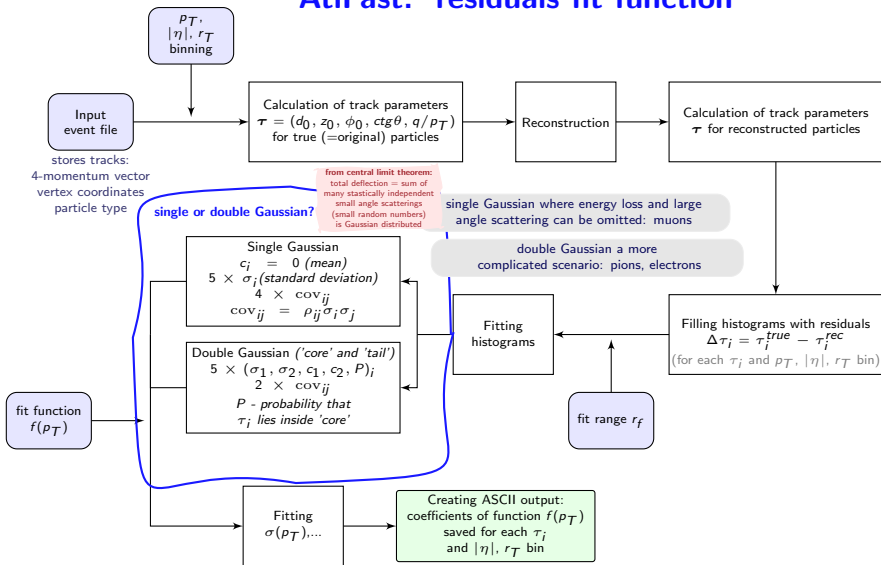 AtlFast: residuals fit function
p_T,
|η|, r_T
binning
Input
event file
stores tracks:
4-momentum vector
vertex coordinates
particle type
Calculation of track parameters
τ = (d_0, z_0, ϕ_0, ctgθ, q/p_T)
for true (=original) particles
Reconstruction
Calculation of track parameters
τ for reconstructed particles
from central limit theorem:
total deflection = sum of
many stastically independent
small angle scatterings
(small random numbers)
is Gaussian distributed
single or double Gaussian?
single Gaussian where energy loss and large
angle scattering can be omitted: muons
double Gaussian a more
complicated scenario: pions, electrons
Single Gaussian
c_i = 0 (mean)
5 × σ_i (standard deviation)
4 × cov_ij
cov_ij = ρ_ij σ_i σ_j
Double Gaussian ('core' and 'tail')
5 × (σ_1, σ_2, c_1, c_2, P)_i
2 × cov_ij
P - probability that
τ_i lies inside 'core'
Fitting
histograms
Filling histograms with residuals
Δτ_i = τ_i^true − τ_i^rec
(for each τ_i and p_T, |η|, r_T bin)
fit range r_f
fit function
f(p_T)
Fitting
σ(p_T),...
Creating ASCII output:
coefficients of function f(p_T)
saved for each τ_i
and |η|, r_T bin